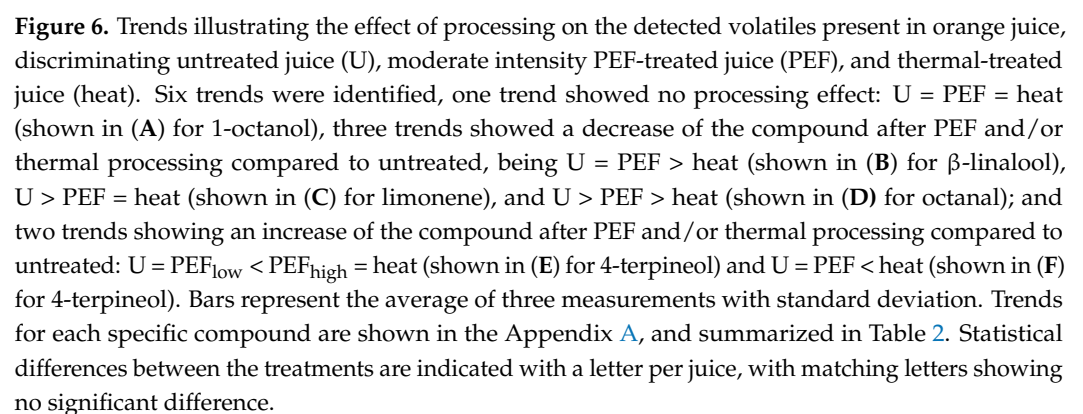 Figure 6. Trends illustrating the effect of processing on the detected volatiles present in orange juice,
discriminating untreated juice (U), moderate intensity PEF-treated juice (PEF), and thermal-treated
juice (heat). Six trends were identified, one trend showed no processing effect: U = PEF = heat
(shown in (A) for 1-octanol), three trends showed a decrease of the compound after PEF and/or
thermal processing compared to untreated, being U = PEF > heat (shown in (B) for β-linalool),
U > PEF = heat (shown in (C) for limonene), and U > PEF > heat (shown in (D) for octanal); and
two trends showing an increase of the compound after PEF and/or thermal processing compared to
untreated: U = PEFlow < PEFhigh = heat (shown in (E) for 4-terpineol) and U = PEF < heat (shown in (F)
for 4-terpineol). Bars represent the average of three measurements with standard deviation. Trends
for each specific compound are shown in the Appendix A, and summarized in Table 2. Statistical
differences between the treatments are indicated with a letter per juice, with matching letters showing
no significant difference.